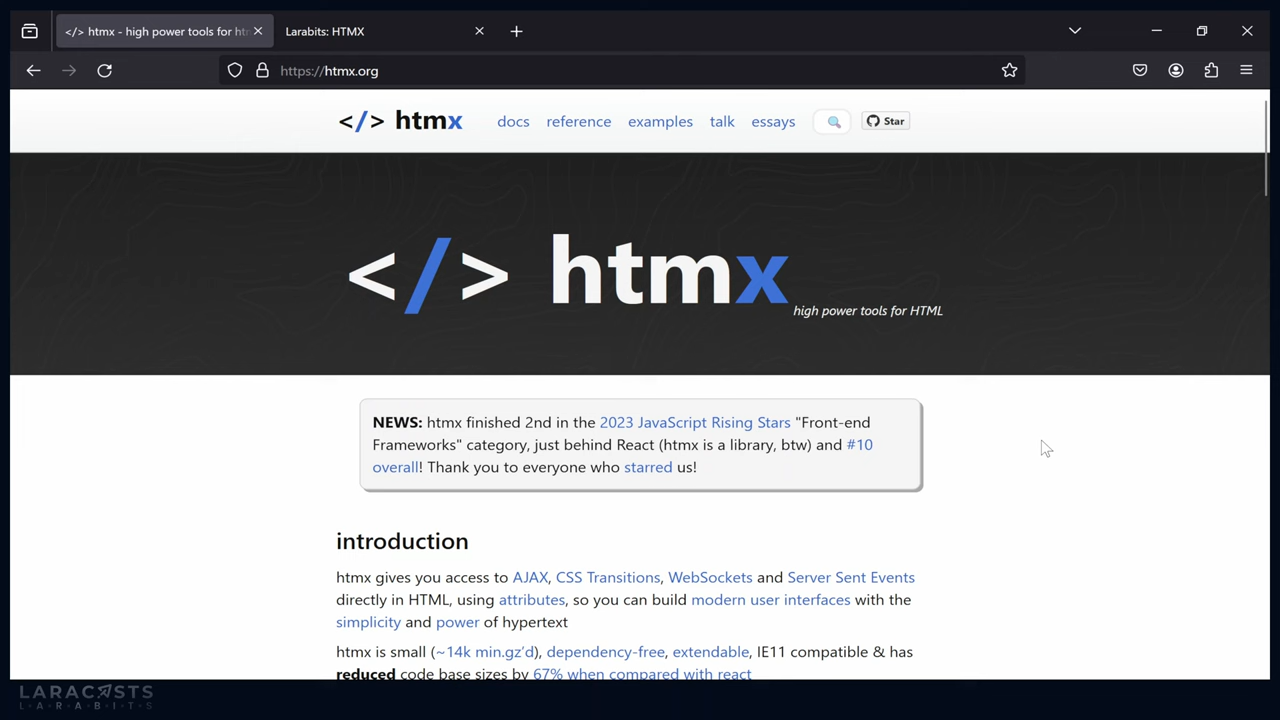 </> htmx - high power tools for htm
Larabits: HTMX
https://htmx.org
</> htmx
docs
reference
examples
talk
essays
Star
</> htmx
high power tools for HTML
NEWS: htmx finished 2nd in the 2023 JavaScript Rising Stars "Front-end
Frameworks" category, just behind React (htmx is a library, btw) and #10
overall! Thank you to everyone who starred us!
introduction
htmx gives you access to AJAX, CSS Transitions, WebSockets and Server Sent Events
directly in HTML, using attributes, so you can build modern user interfaces with the
simplicity and power of hypertext
htmx is small (~14k min.gz'd), dependency-free, extendable, IE11 compatible & has
reduced code base sizes by 67% when compared with react
LARACASTS
LARABITS